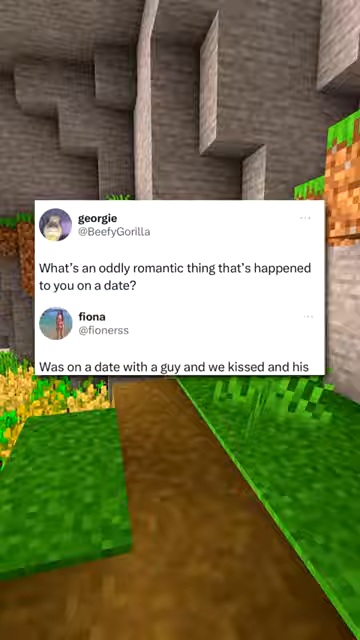 georgie
@BeefyGorilla
What's an oddly romantic thing that's happened
to you on a date?
fiona
@fionerss
Was on a date with a guy and we kissed and his